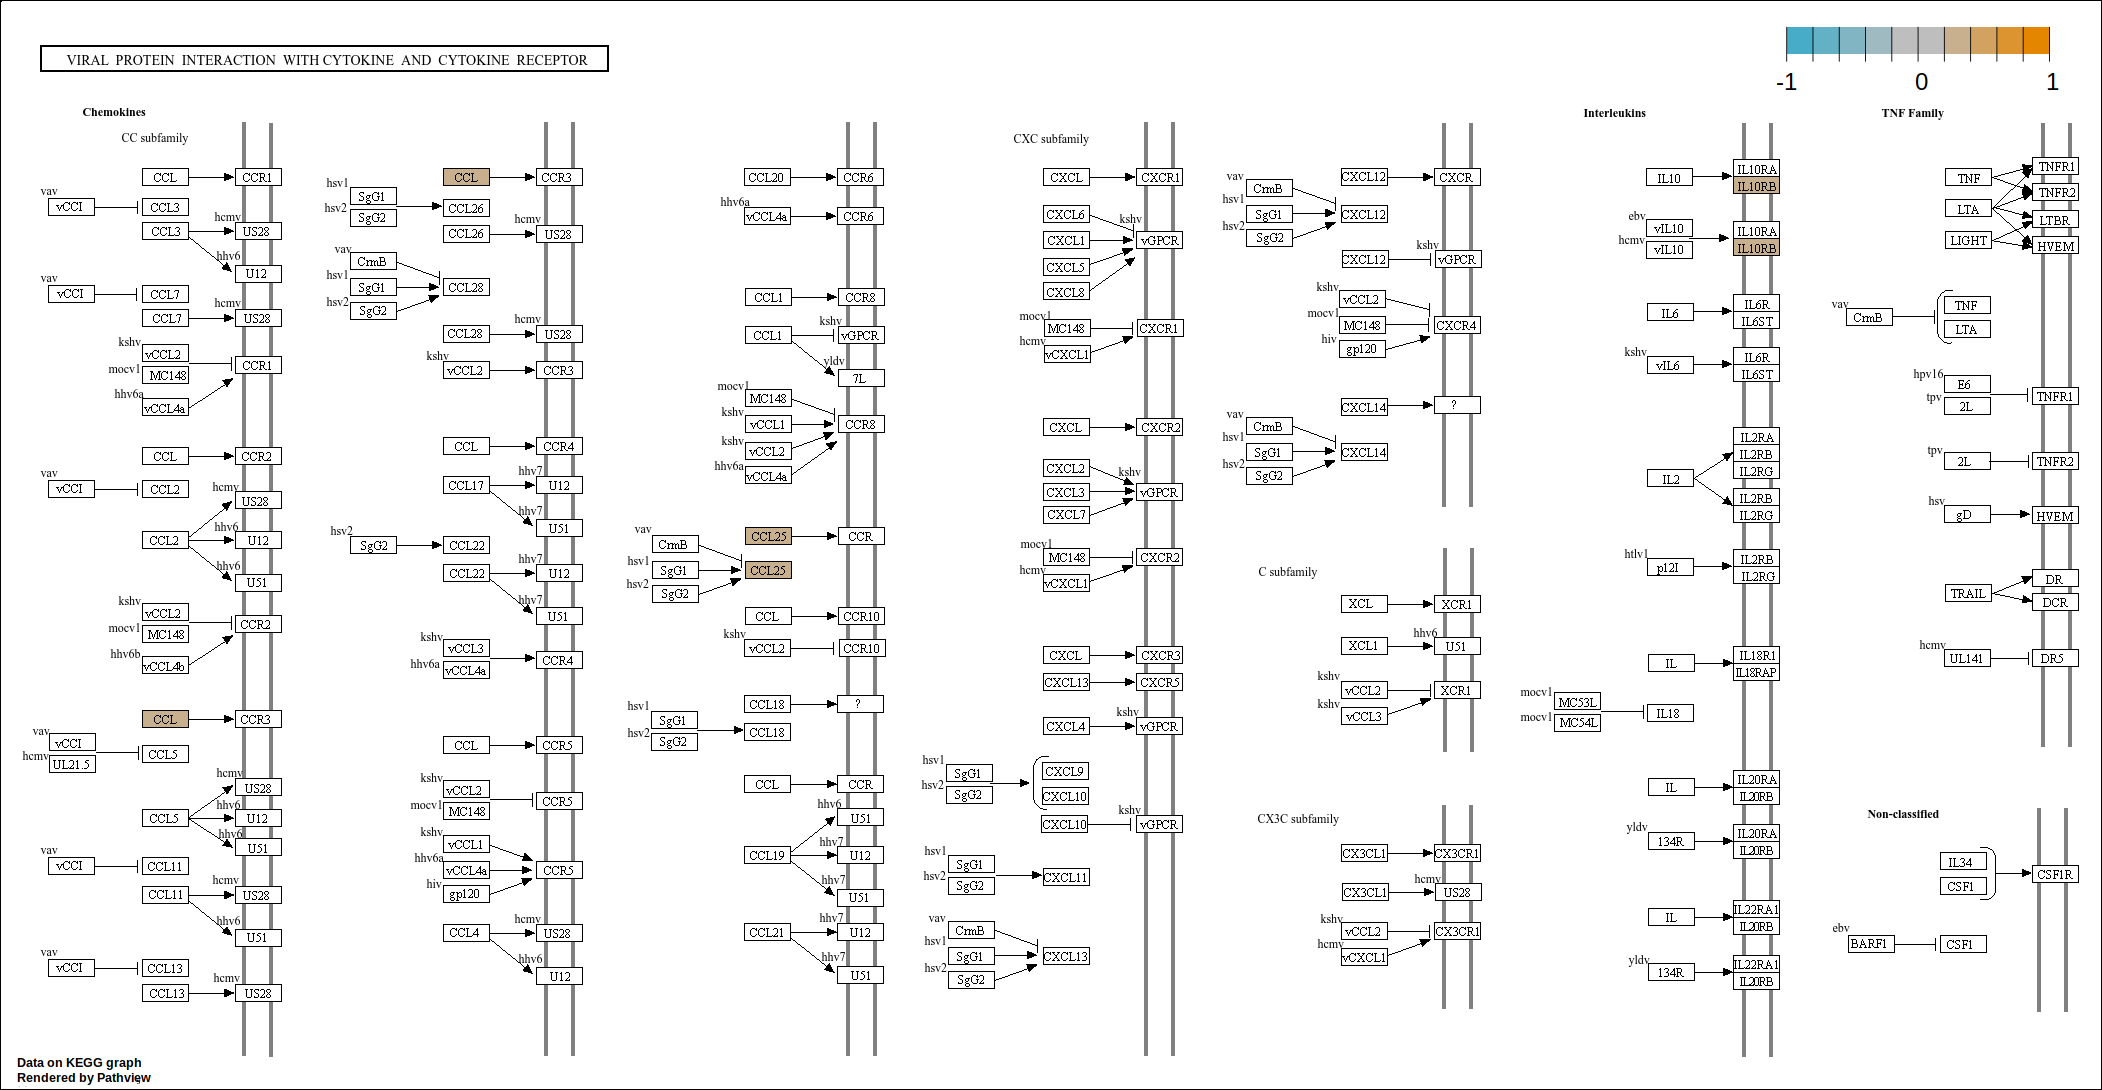 VIRAL PROTEIN INTERACTION WITH CYTOKINE AND CYTOKINE RECEPTOR
-1 0 1
Chemokines
CC subfamily
CCL CCR1
vav
vCCI CCL3
hcmv
CCL3 US28
hhv6
U12
vav
vCCI CCL7
hcmv
CCL7 US28
kshv
vCCL2
mocv1
MC148
CCR1
hhv6a
vCCL4a
CCL CCR2
vav
vCCI CCL2
hcmv
US28
hhv6
CCL2 U12
hhv6
U51
kshv
vCCL2
mocv1
MC148
CCR2
hhv6b
vCCL4b
CCL CCR3
vav
vCCI
hcmv
UL21.5
CCL5
hcmv
US28
hhv6
CCL5 U12
hhv6
U51
vav
vCCI CCL11
hcmv
CCL11 US28
hhv6
U51
vav
vCCI CCL13
hcmv
CCL13 US28
CCL CCR3
hsv1
SgG1
hsv2
SgG2
CCL26
hcmv
CCL26 US28
vav
CrmB
hsv1
SgG1
hsv2
SgG2
CCL28
hcmv
CCL28 US28
kshv
vCCL2 CCR3
CCL CCR4
hhv7
CCL17 U12
hhv7
U51
hsv2
SgG2 CCL22
hhv7
CCL22 U12
hhv7
U51
kshv
vCCL3
hhv6a
vCCL4a
CCR4
CCL CCR5
kshv
vCCL2
mocv1
MC148
CCR5
kshv
vCCL1
hhv6a
vCCL4a
hiv
gp120
CCR5
hcmv
CCL4 US28
hhv6
U12
CCL20 CCR6
hhv6a
vCCL4a CCR6
CCL1 CCR8
kshv
CCL1 vGPCR
yldv
7L
mocv1
MC148
kshv
vCCL1
kshv
vCCL2
hhv6a
vCCL4a
CCR8
CCL25 CCR
vav
CrmB
hsv1
SgG1
hsv2
SgG2
CCL25
CCL CCR10
kshv
vCCL2 CCR10
CCL18 ?
hsv1
SgG1
hsv2
SgG2
CCL18
CCL CCR
hhv6
U51
hhv7
CCL19 U12
hhv7
U51
hhv7
CCL21 U12
hhv7
U51
CXC subfamily
CXCL CXCR1
CXCL6
CXCL1
CXCL5
CXCL8
kshv
vGPCR
mocv1
MC148
hcmv
vCXCL1
CXCR1
CXCL CXCR2
CXCL2
CXCL3
CXCL7
kshv
vGPCR
mocv1
MC148
hcmv
vCXCL1
CXCR2
CXCL CXCR3
CXCL13 CXCR5
kshv
CXCL4 vGPCR
hsv1
SgG1
hsv2
SgG2
CXCL9
CXCL10
kshv
CXCL10 vGPCR
hsv1
SgG1
hsv2
SgG2
CXCL11
vav
CrmB
hsv1
SgG1
hsv2
SgG2
CXCL13
CXCL12 CXCR
vav
CrmB
hsv1
SgG1
hsv2
SgG2
CXCL12
kshv
CXCL12 vGPCR
kshv
vCCL2
mocv1
MC148
hiv
gp120
CXCR4
CXCL14 ?
vav
CrmB
hsv1
SgG1
hsv2
SgG2
CXCL14
C subfamily
XCL XCR1
hhv6
XCL1 U51
kshv
vCCL2
kshv
vCCL3
XCR1
CX3C subfamily
CX3CL1 CX3CR1
hcmv
CX3CL1 US28
kshv
vCCL2
hcmv
vCXCL1
CX3CR1
Interleukins
IL10 IL10RA
IL10RB
ebv
vIL10
hcmv
vIL10
IL10RA
IL10RB
IL6 IL6R
IL6ST
kshv
vIL6 IL6R
IL6ST
IL2RA
IL2RB
IL2RG
IL2
IL2RB
IL2RG
htlv1
p12I IL2RB
IL2RG
IL IL18R1
IL18RAP
mocv1
MC53L
mocv1
MC54L
IL18
IL IL20RA
IL20RB
yldv
134R IL20RA
IL20RB
IL IL22RA1
IL20RB
yldv
134R IL22RA1
IL20RB
TNF Family
TNF TNFR1
TNFR2
LTA LTBR
LIGHT HVEM
vav
CrmB
TNF
LTA
hpv16
E6
tpv
2L
TNFR1
tpv
2L TNFR2
hsv
gD HVEM
TRAIL DR
DCR
hcmv
UL141 DR5
Non-classified
IL34
CSF1
CSF1R
ebv
BARF1 CSF1
Data on KEGG graph
Rendered by Pathview